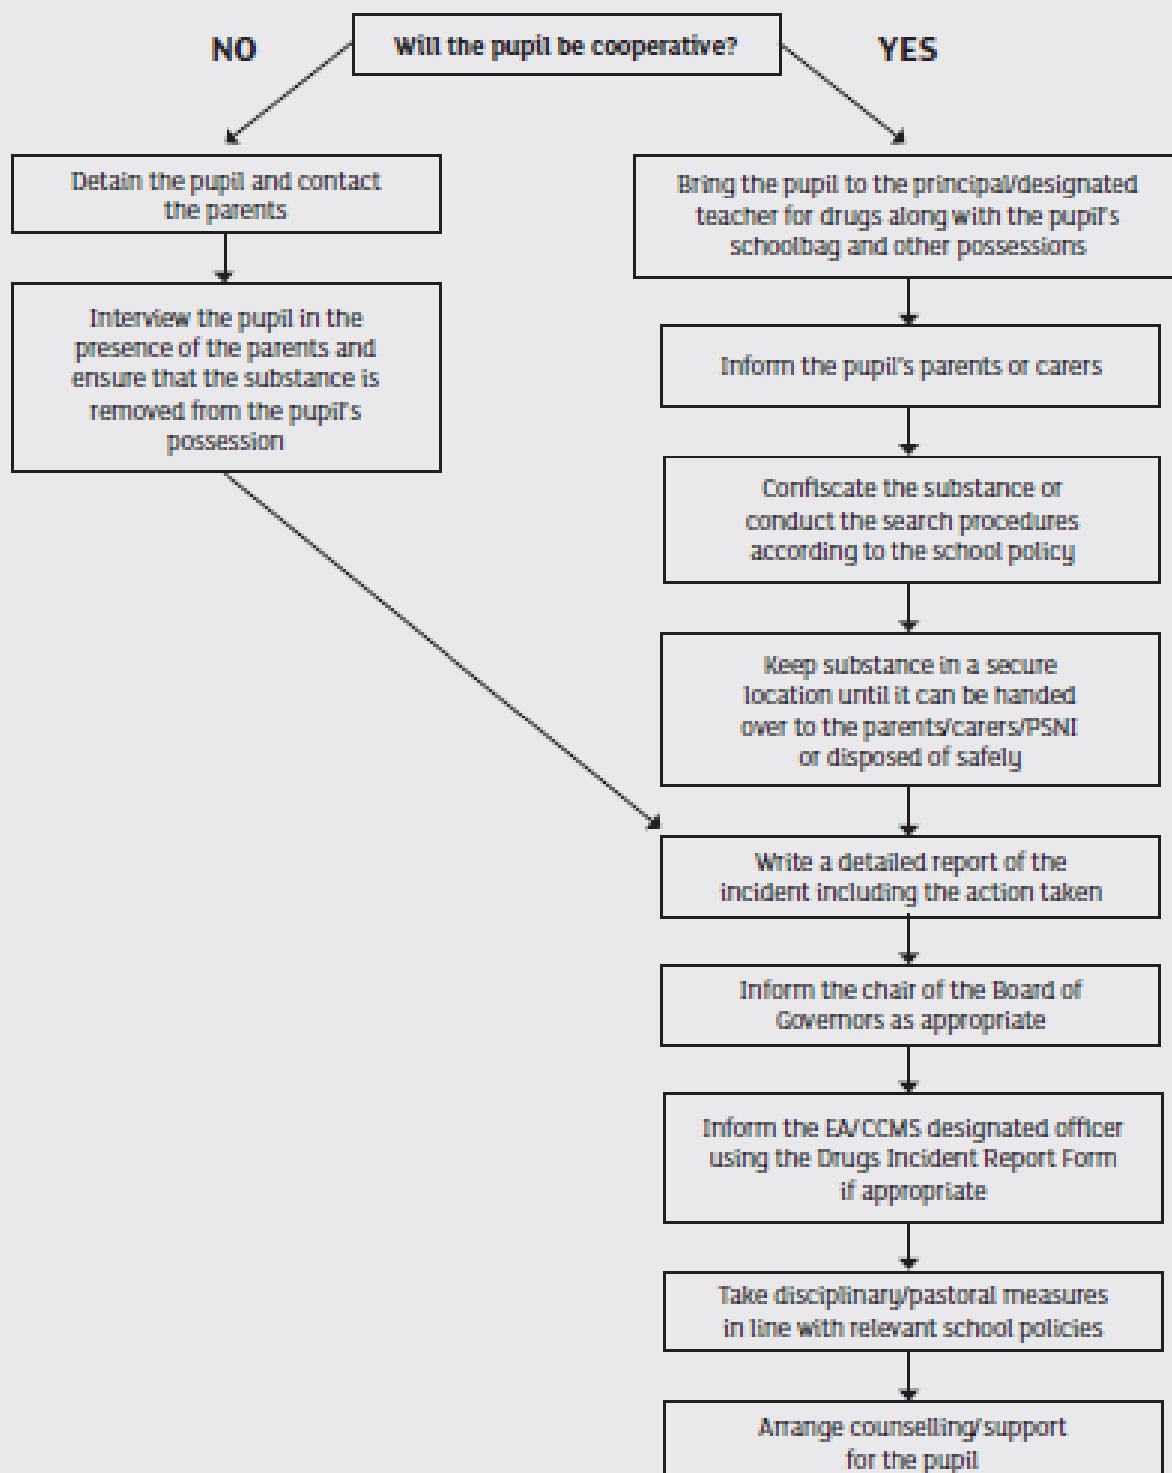 Will the pupil be cooperative?
NO
YES
Detain the pupil and contact
the parents
Interview the pupil in the
presence of the parents and
ensure that the substance is
removed from the pupil's
possession
Bring the pupil to the principal/designated
teacher for drugs along with the pupil's
schoolbag and other possessions
Inform the pupil's parents or carers
Confiscate the substance or
conduct the search procedures
according to the school policy
Keep substance in a secure
location until it can be handed
over to the parents/carers/PSNI
or disposed of safely
Write a detailed report of the
incident including the action taken
Inform the chair of the Board of
Governors as appropriate
Inform the EA/CCMS designated officer
using the Drugs Incident Report Form
if appropriate
Take disciplinary/pastoral measures
in line with relevant school policies
Arrange counselling/support
for the pupil